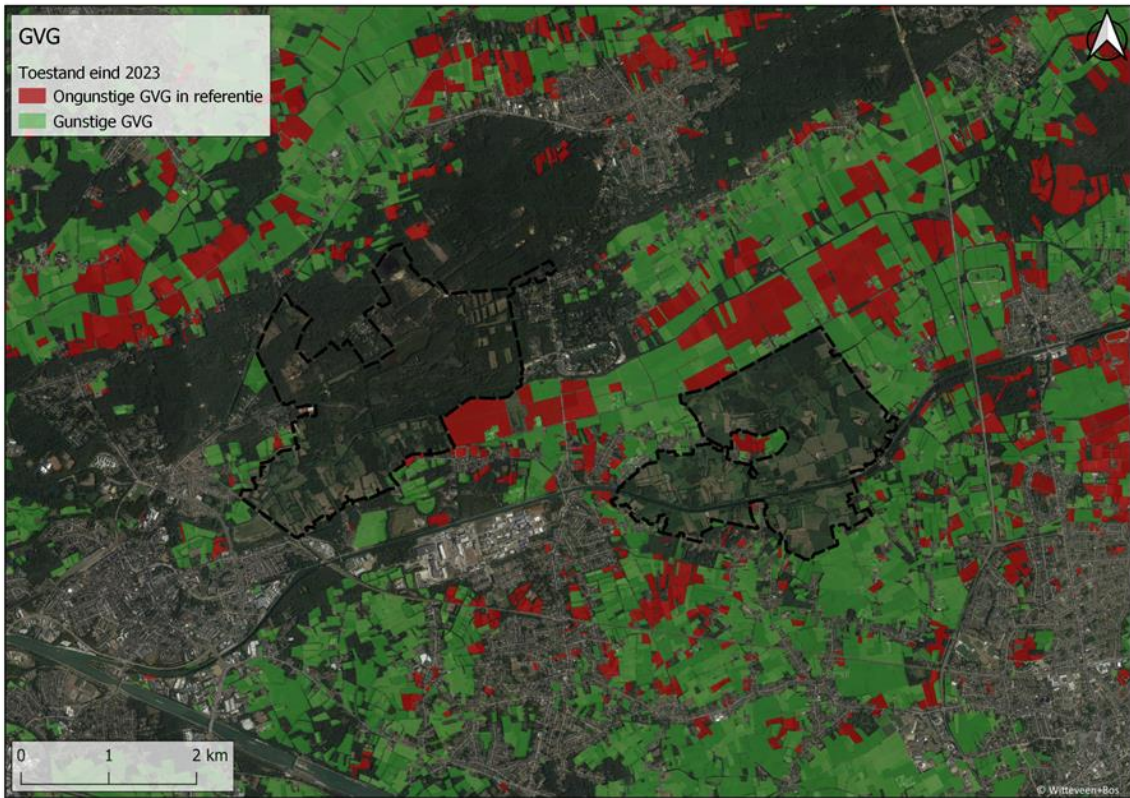 GVG
Toestand eind 2023
Ongunstige GVG in referentie
Gunstige GVG
0 1 2 km
© Witteveen+Bos